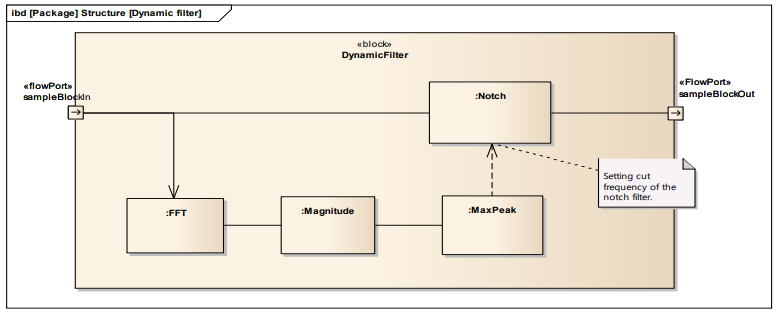 ibd [Package] Structure [Dynamic filter]
«block»
DynamicFilter
«flowPort»
sampleBlockIn
:Notch
«FlowPort»
sampleBlockOut
Setting cut
frequency of the
notch filter.
:FFT
:Magnitude
:MaxPeak